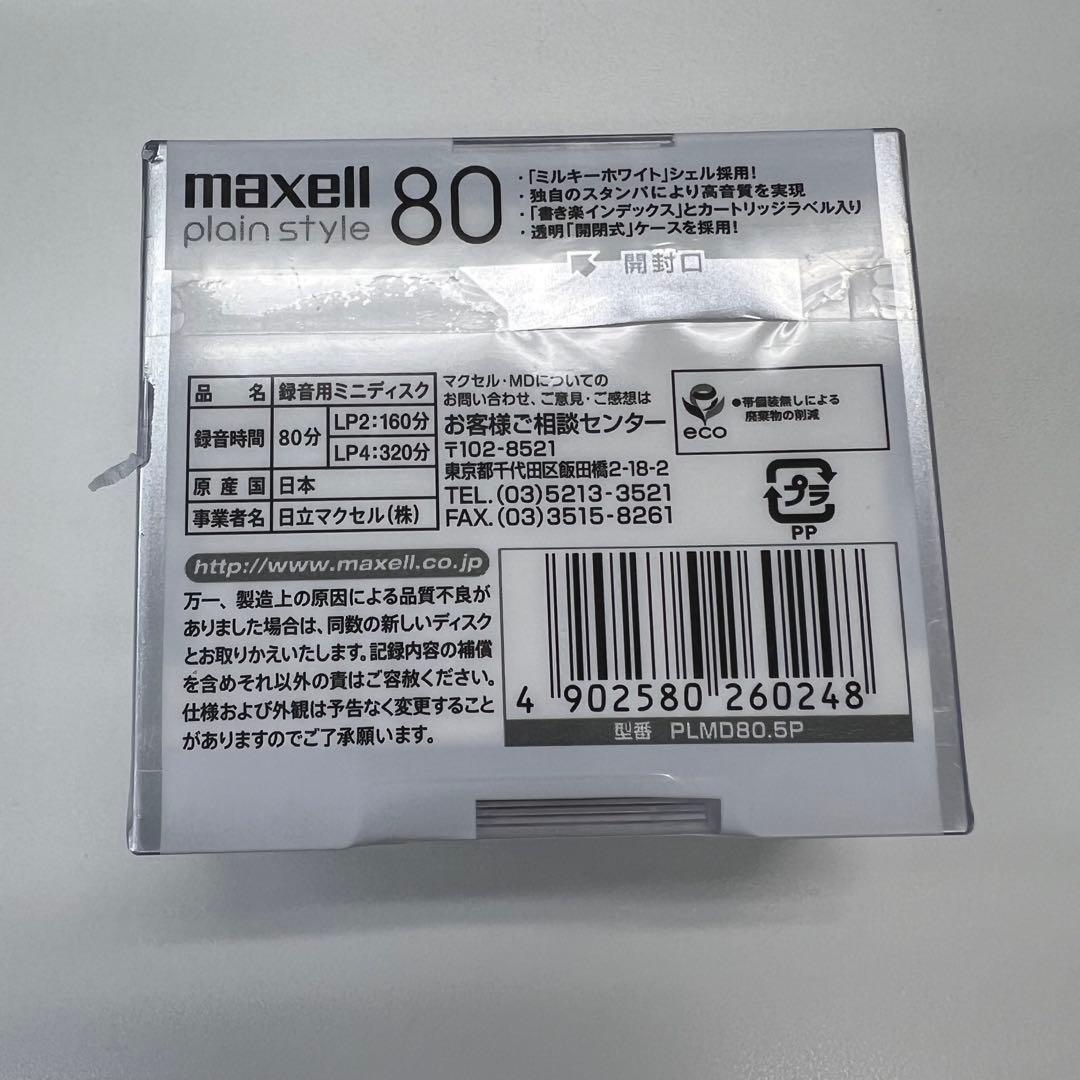 maxell
plain style
80
・「ミルキーホワイト」シェル採用!
・独自のスタンパにより高音質を実現
・「書き楽インデックス」とカートリッジラベル入り
・透明「開閉式」ケースを採用!
開封口
品 名 録音用ミニディスク
録音時間 80分 LP2:160分
LP4:320分
原産国 日本
事業者名 日立マクセル(株)
マクセル・MDについての
お問い合わせ、ご意見・ご感想は
お客様ご相談センター
〒102-8521
東京都千代田区飯田橋2-18-2
TEL.(03)5213-3521
FAX.(03)3515-8261
eco
●帯個装無しによる
廃棄物の削減
プラ
PP
http://www.maxell.co.jp
万一、製造上の原因による品質不良が
ありました場合は、同数の新しいディスク
とお取りかえいたします。記録内容の補償
を含めそれ以外の責はご容赦ください。
仕様および外観は予告なく変更すること
がありますのでご了承願います。
4 902580 260248
型番 PLMD80.5P